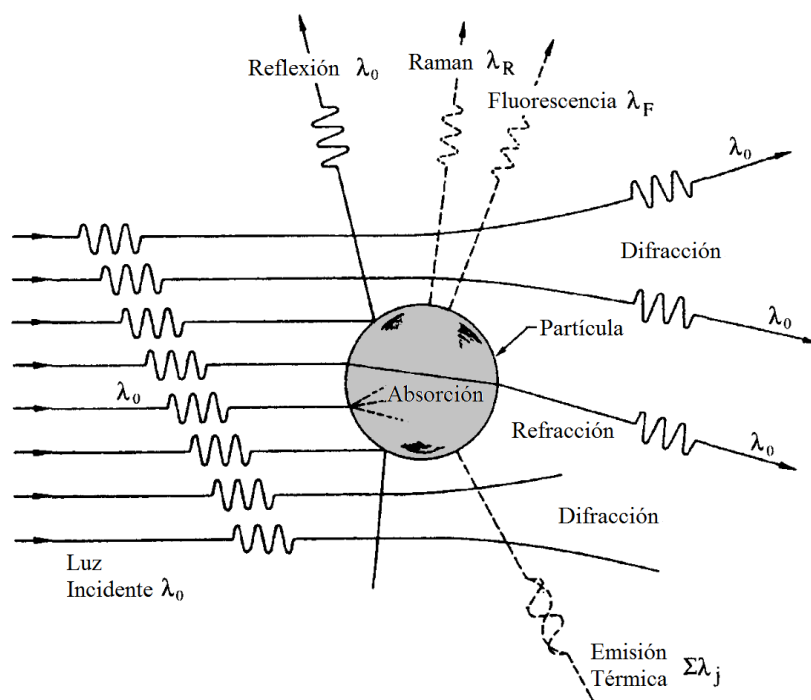 Reflexión λ₀
Raman λ_R
Fluorescencia λ_F
λ₀
Difracción
λ₀
Partícula
Absorción
λ₀
Refracción
λ₀
Difracción
Luz
Incidente λ₀
Emisión
Térmica Σλⱼ